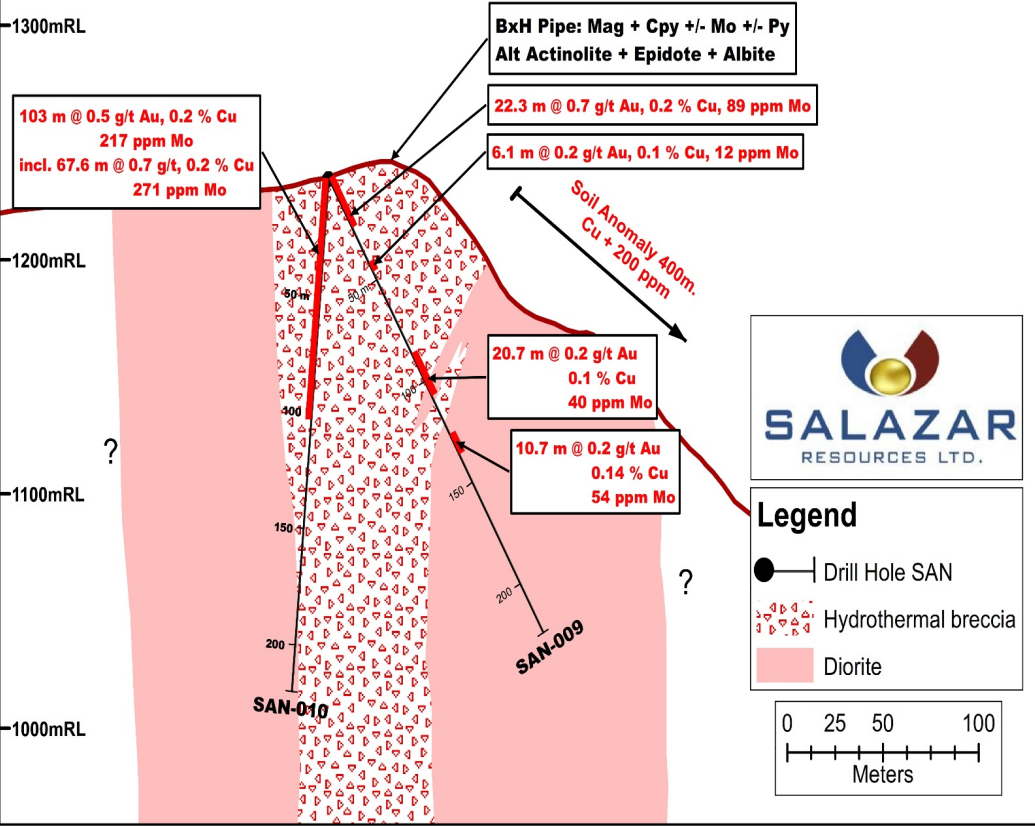 1300mRL
BxH Pipe: Mag + Cpy +/- Mo +/- Py
Alt Actinolite + Epidote + Albite
22.3 m @ 0.7 g/t Au, 0.2 % Cu, 89 ppm Mo
103 m @ 0.5 g/t Au, 0.2 % Cu
217 ppm Mo
incl. 67.6 m @ 0.7 g/t, 0.2 % Cu
271 ppm Mo
6.1 m @ 0.2 g/t Au, 0.1 % Cu, 12 ppm Mo
Soil Anomaly 400m.
Cu + 200 ppm
1200mRL
50 m
50 m
20.7 m @ 0.2 g/t Au
0.1 % Cu
40 ppm Mo
100
100
10.7 m @ 0.2 g/t Au
0.14 % Cu
54 ppm Mo
?
1100mRL
150
150
?
200
200
SAN-009
SAN-010
1000mRL
SALAZAR
RESOURCES LTD.
Legend
Drill Hole SAN
Hydrothermal breccia
Diorite
0 25 50 100
Meters